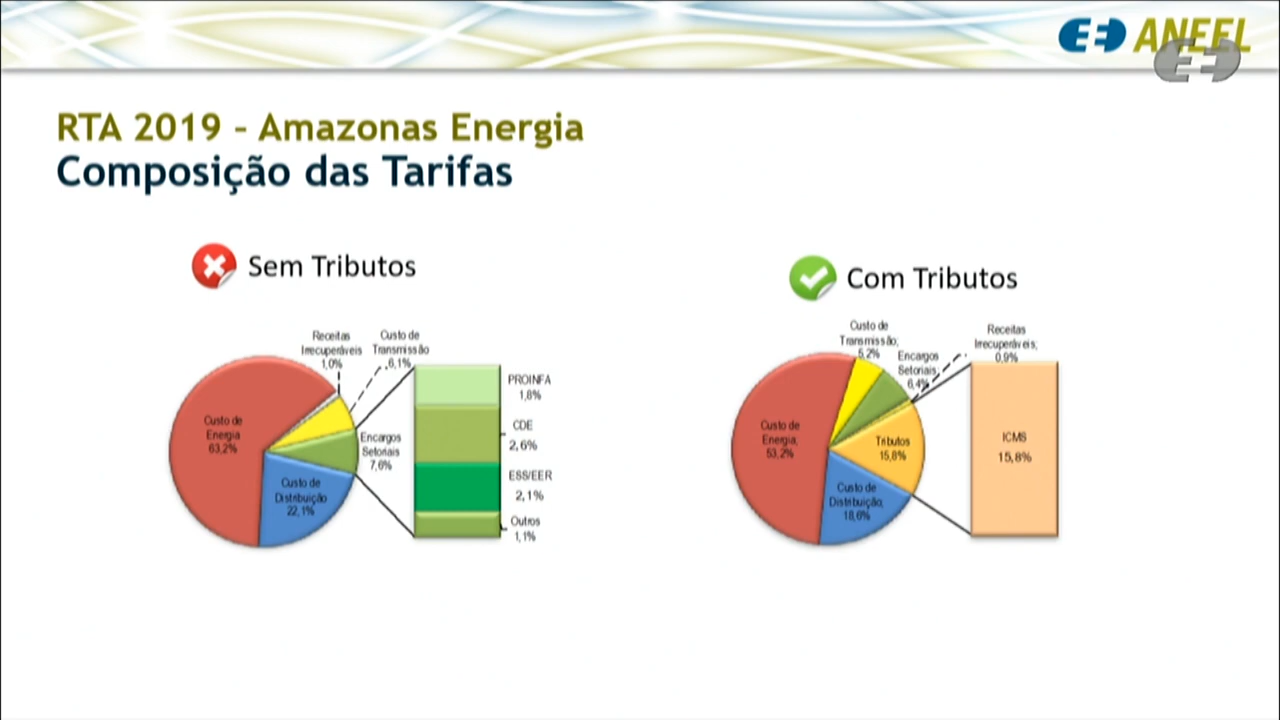 ANEEL
RTA 2019 – Amazonas Energia
Composição das Tarifas
Sem Tributos
Receitas
Irrecuperáveis
1,0%
Custo de
Transmissão
6,1%
Custo de
Energia
63,2%
Encargos
Setoriais
7,6%
Custo de
Distribuição
22,1%
PROINFA
1,8%
CDE
2,6%
ESS/EER
2,1%
Outros
1,1%
Com Tributos
Custo de
Transmissão;
5,2%
Encargos
Setoriais;
6,4%
Receitas
Irrecuperáveis;
0,9%
Custo de
Energia;
53,2%
Tributos
15,8%
Custo de
Distribuição;
18,6%
ICMS
15,8%